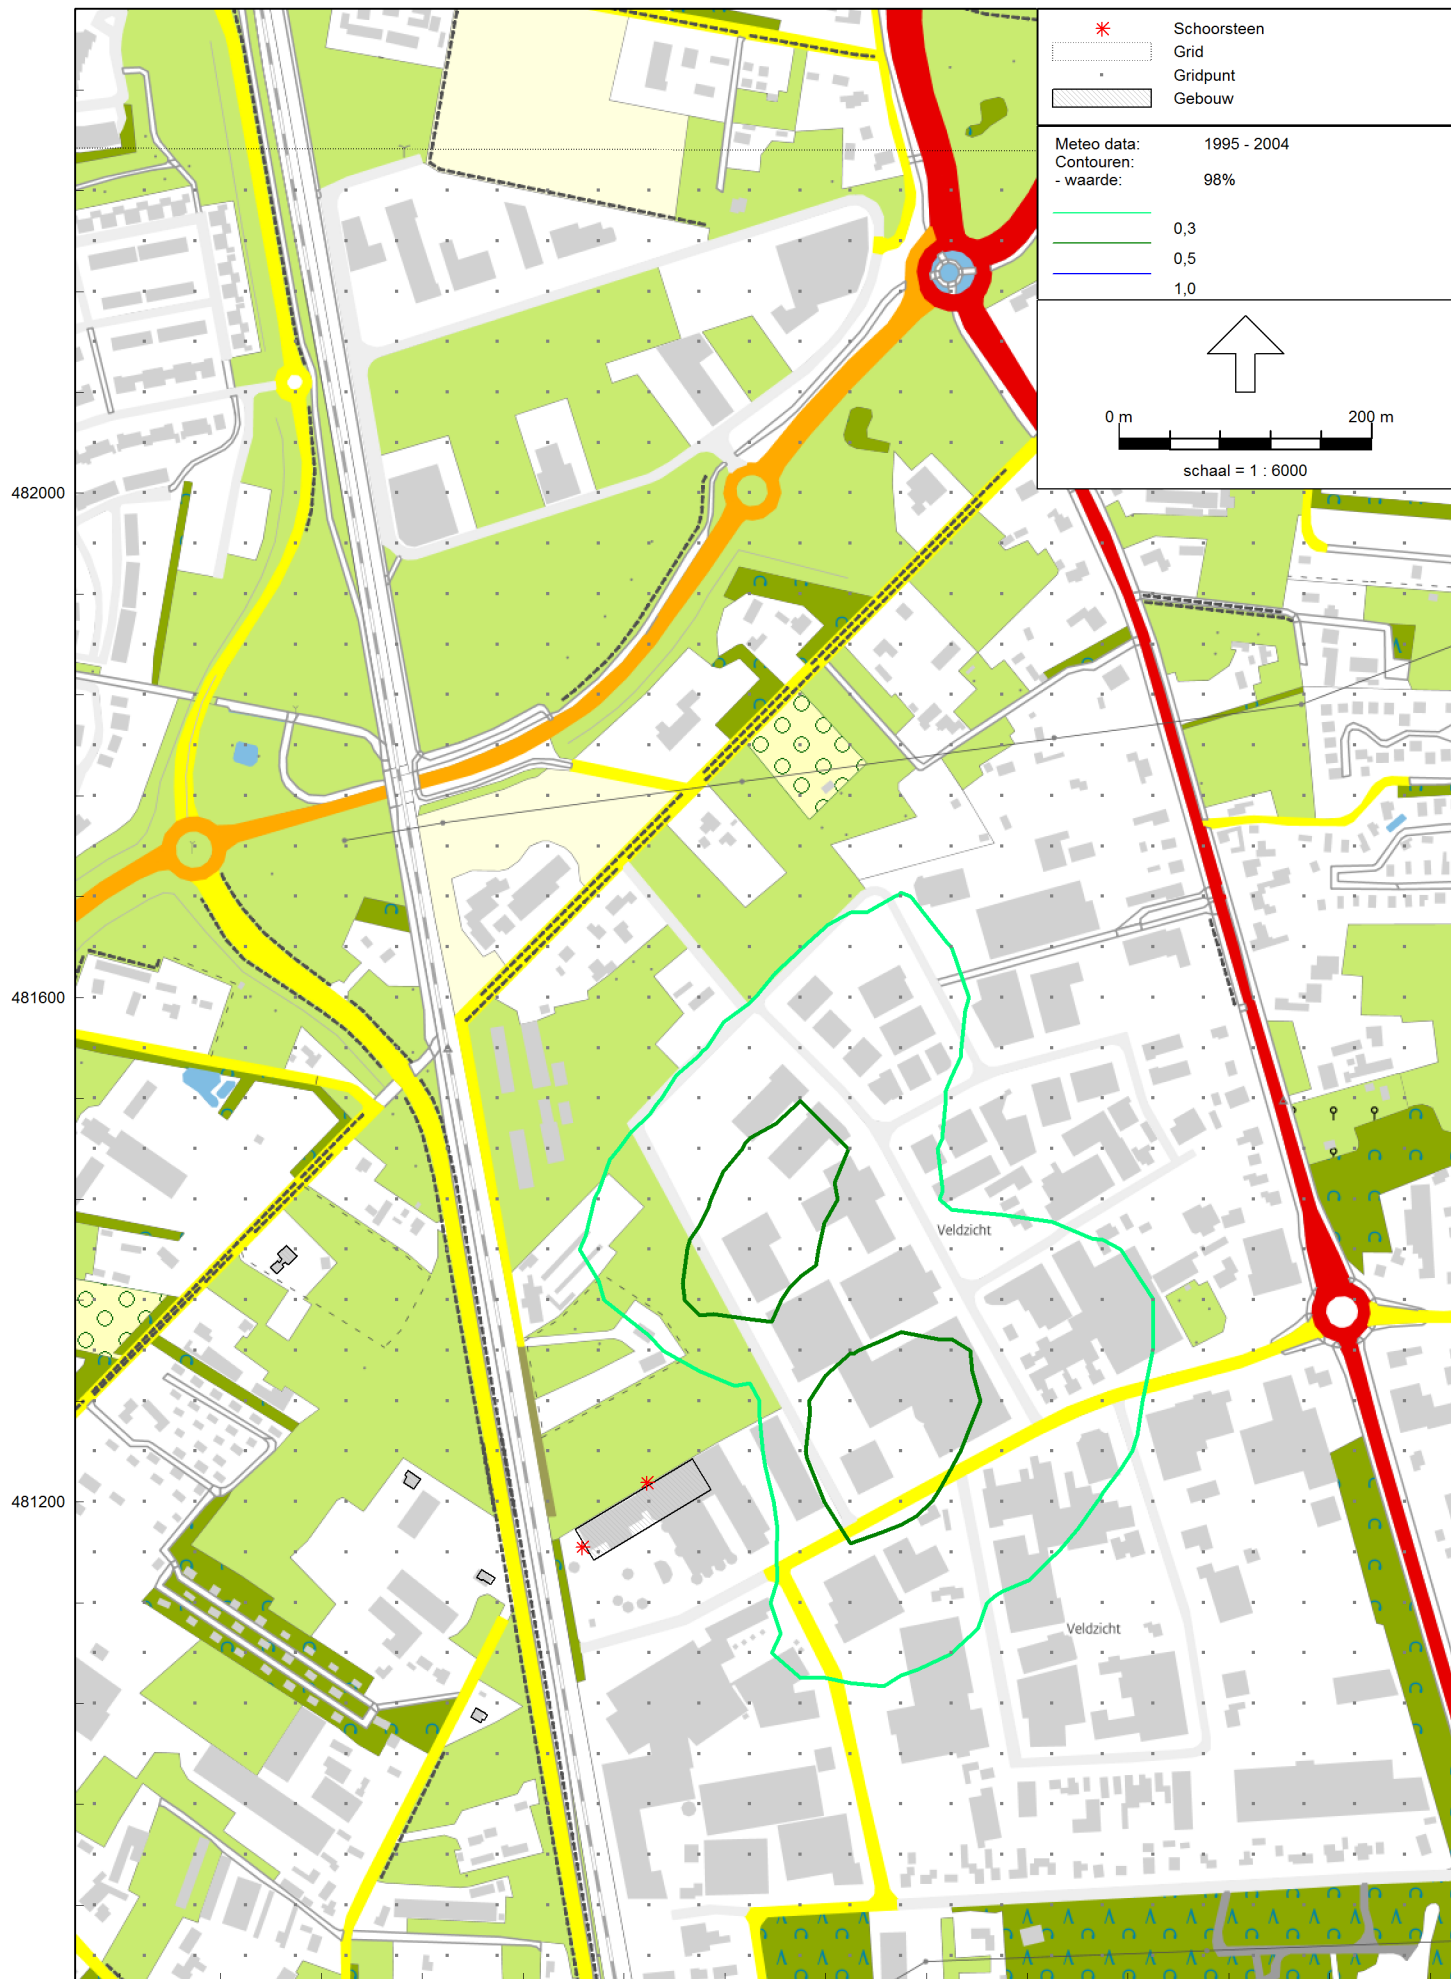 Schoorsteen
Grid
Gridpunt
Gebouw
Meteo data: 1995 - 2004
Contouren:
- waarde: 98%
0,3
0,5
1,0
0 m 200 m
schaal = 1 : 6000
482000
481600
Veldzicht
481200
Veldzicht